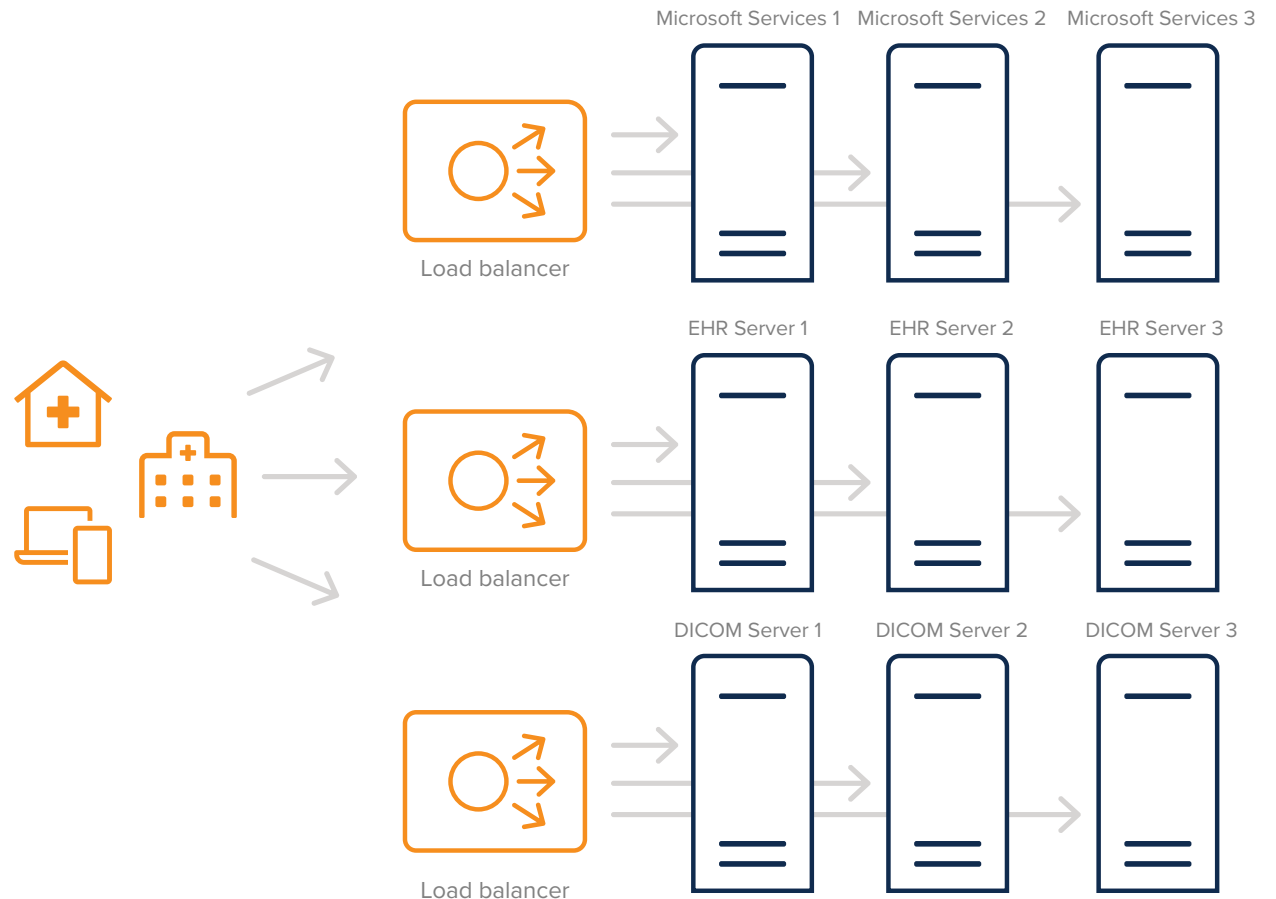 Microsoft Services 1
Microsoft Services 2
Microsoft Services 3
Load balancer
EHR Server 1
EHR Server 2
EHR Server 3
Load balancer
DICOM Server 1
DICOM Server 2
DICOM Server 3
Load balancer